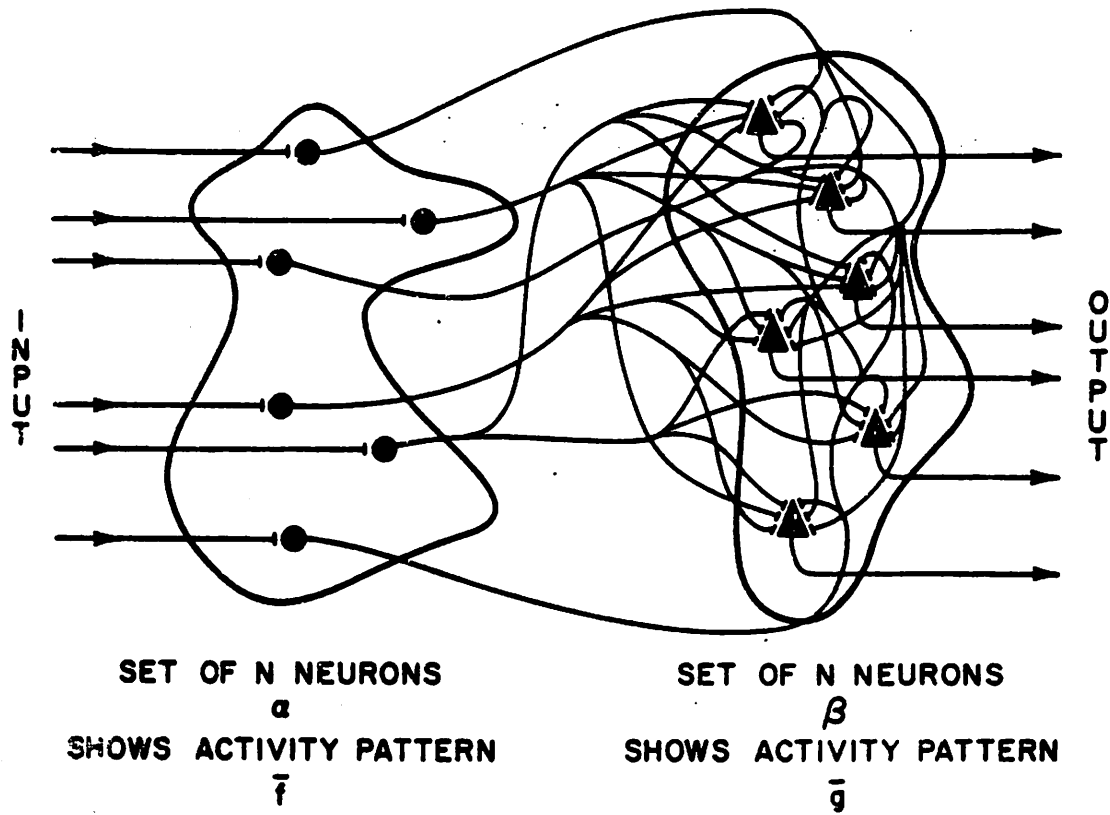 INPUT
OUTPUT
SET OF N NEURONS
α
SHOWS ACTIVITY PATTERN
f̄
SET OF N NEURONS
β
SHOWS ACTIVITY PATTERN
ḡ